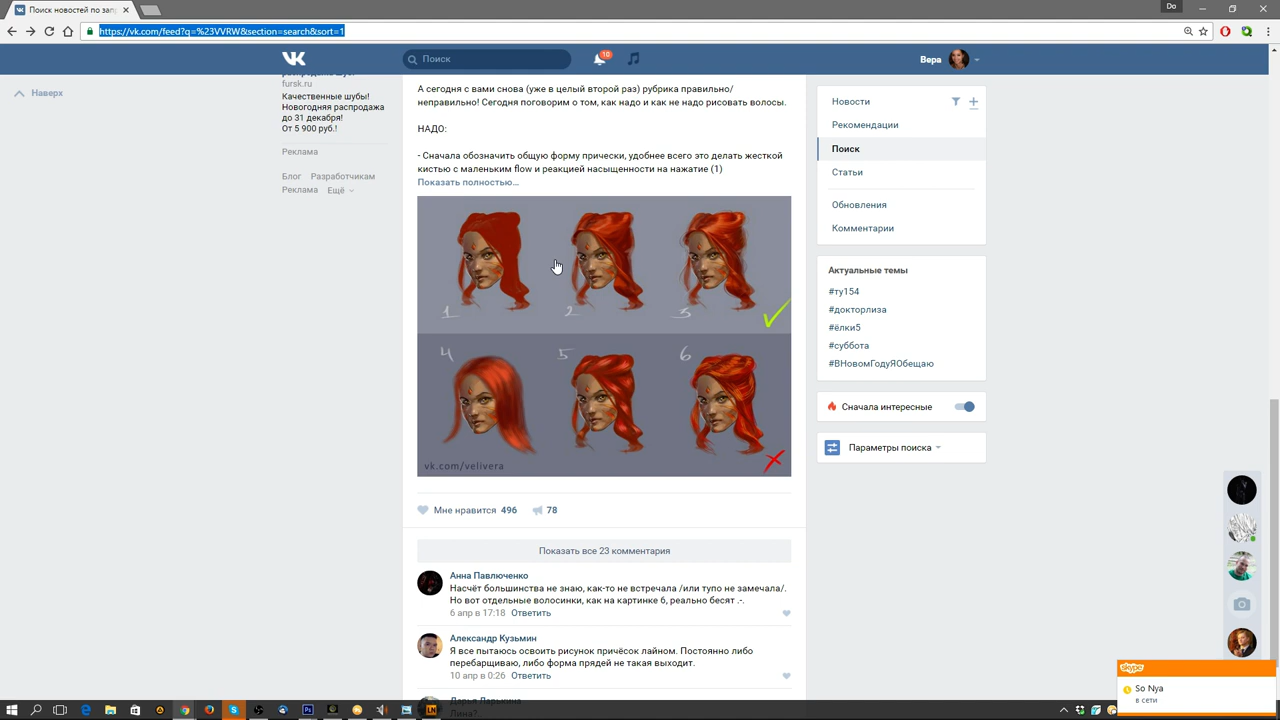 Поиск новостей по зап
Do
https://vk.com/feed?q=%23VVRW&section=search&sort=1
Поиск
10
Вера
Наверх
fursk.ru
Качественные шубы!
Новогодняя распродажа
до 31 декабря!
От 5 900 руб.!
Реклама
Блог Разработчикам
Реклама Ещё
А сегодня с вами снова (уже в целый второй раз) рубрика правильно/
неправильно! Сегодня поговорим о том, как надо и как не надо рисовать волосы.
НАДО:
- Сначала обозначить общую форму прически, удобнее всего это делать жесткой
кистью с маленьким flow и реакцией насыщенности на нажатие (1)
Показать полностью...
1 2 3
4 5 6
vk.com/velivera
Мне нравится 496 78
Показать все 23 комментария
Анна Павлюченко
Насчёт большинства не знаю, как-то не встречала /или тупо не замечала/.
Но вот отдельные волосинки, как на картинке 6, реально бесят .-.
6 апр в 17:18 Ответить
Александр Кузьмин
Я все пытаюсь освоить рисунок причёсок лайном. Постоянно либо
перебарщиваю, либо форма прядей не такая выходит.
10 апр в 0:26 Ответить
Дарья Ларькина
Новости
Рекомендации
Поиск
Статьи
Обновления
Комментарии
Актуальные темы
#ту154
#докторлиза
#ёлки5
#суббота
#ВНовомГодуЯОбещаю
Сначала интересные
Параметры поиска
skype
So Nya
в сети